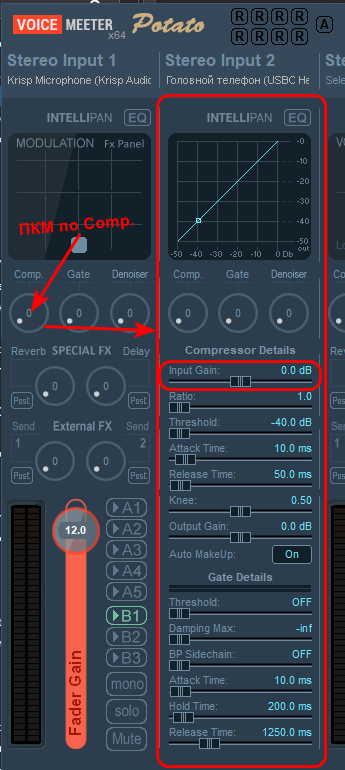 VOICE MEETER x64 Potato
R R R R A
R R R R
Stereo Input 1
Krisp Microphone (Krisp Audio
INTELLIPAN EQ
MODULATION Fx Panel
ПКМ по Comp.
Comp. Gate Denoiser
0 0 0
Reverb SPECIAL FX Delay
0 0
Post Post
Send External FX Send
1 2
0 0
Post Post
12.0
Fader Gain
A1
A2
A3
A4
A5
B1
B2
B3
mono
solo
Mute
Stereo Input 2
Головной телефон (USBC He
INTELLIPAN EQ
-0
-10
-20
-30
-40
-50
out
-50 -40 -30 -20 -10 0 Db
Comp. Gate Denoiser
0 0 0
Compressor Details
Input Gain: 0.0 dB
Ratio: 1.0
Threshold: -40.0 dB
Attack Time: 10.0 ms
Release Time: 50.0 ms
Knee: 0.50
Output Gain: 0.0 dB
Auto MakeUp: On
Gate Details
Threshold: OFF
Damping Max: -inf
BP Sidechain: OFF
Attack Time: 10.0 ms
Hold Time: 200.0 ms
Release Time: 1250.0 ms
Ste
Sele